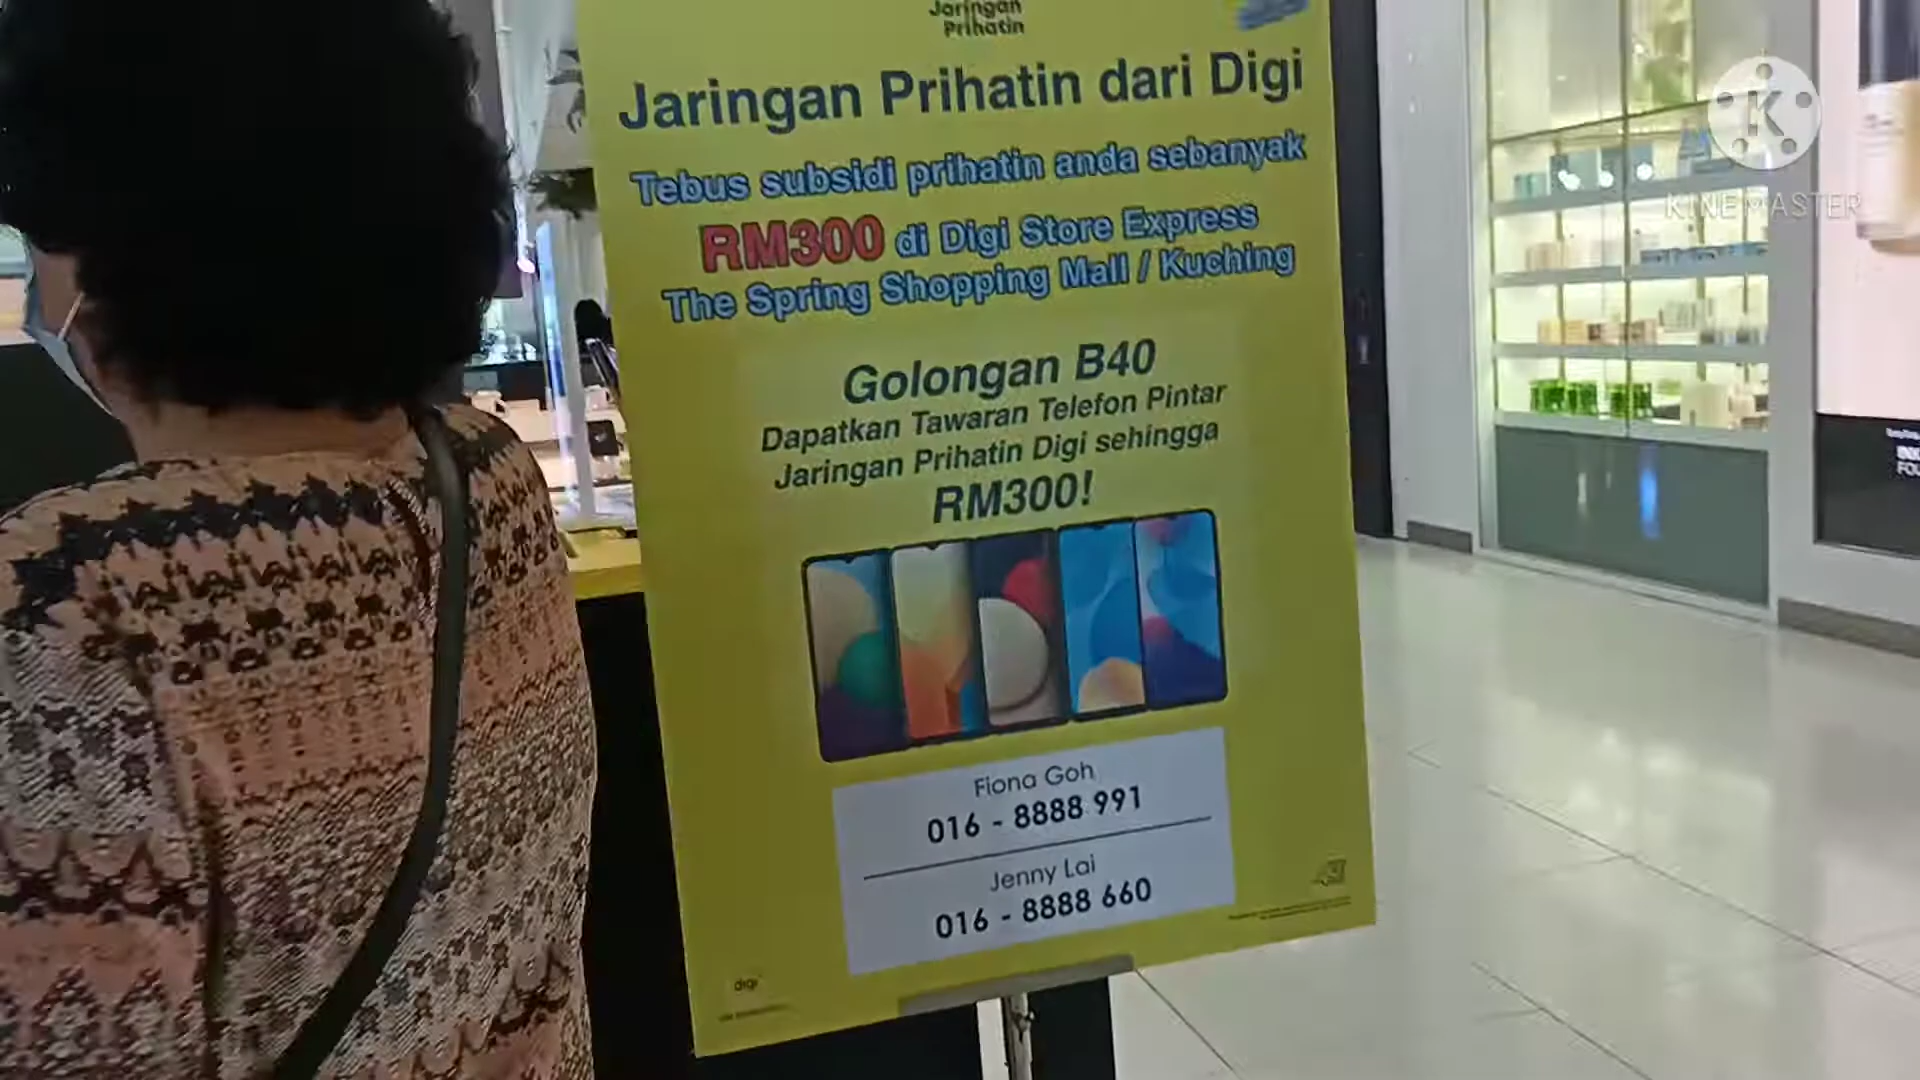 Jaringan
Prihatin
Jaringan Prihatin dari Digi
Tebus subsidi prihatin anda sebanyak
RM300 di Digi Store Express
The Spring Shopping Mall / Kuching
Golongan B40
Dapatkan Tawaran Telefon Pintar
Jaringan Prihatin Digi sehingga
RM300!
Fiona Goh
016 - 8888 991
Jenny Lai
016 - 8888 660
digi
K
KINEMASTER